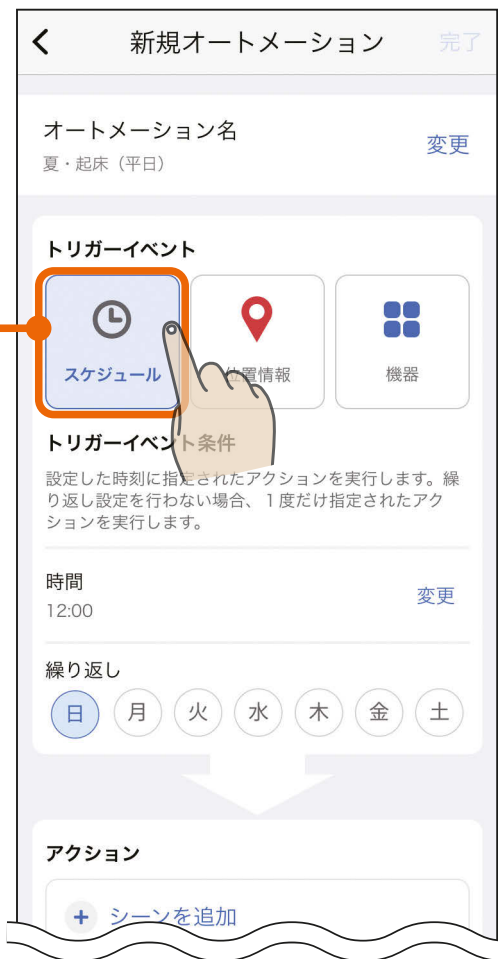 新規オートメーション
完了
オートメーション名
夏・起床（平日）
変更
トリガーイベント
スケジュール
位置情報
機器
トリガーイベント条件
設定した時刻に指定されたアクションを実行します。繰
り返し設定を行わない場合、1度だけ指定されたアク
ションを実行します。
時間
12:00
変更
繰り返し
日 月 火 水 木 金 土
アクション
+ シーンを追加